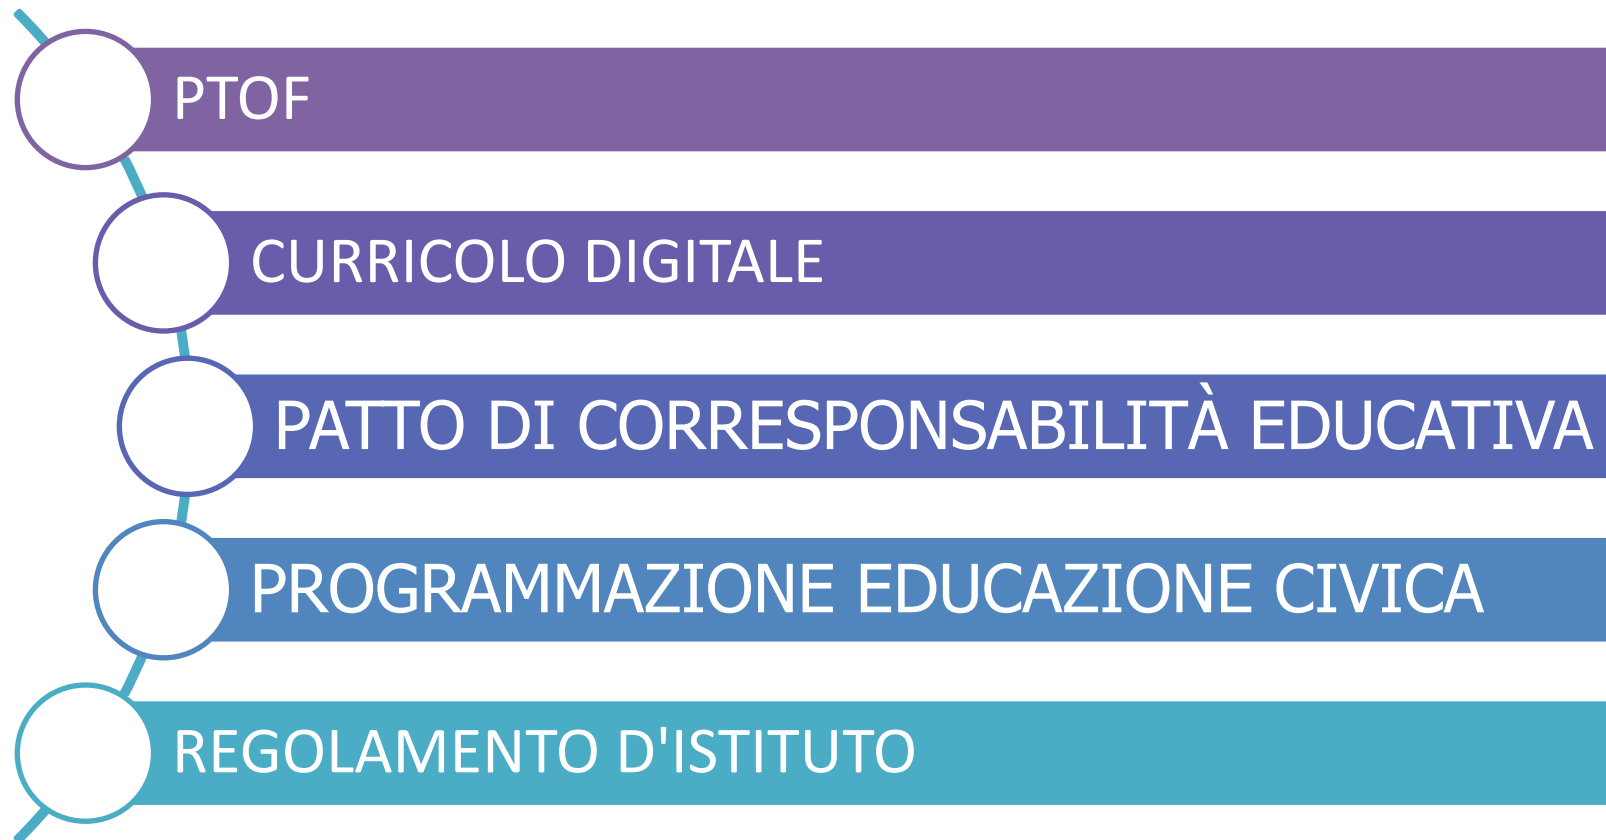 PTOF
CURRICOLO DIGITALE
PATTO DI CORRESPONSABILITÀ EDUCATIVA
PROGRAMMAZIONE EDUCAZIONE CIVICA
REGOLAMENTO D'ISTITUTO